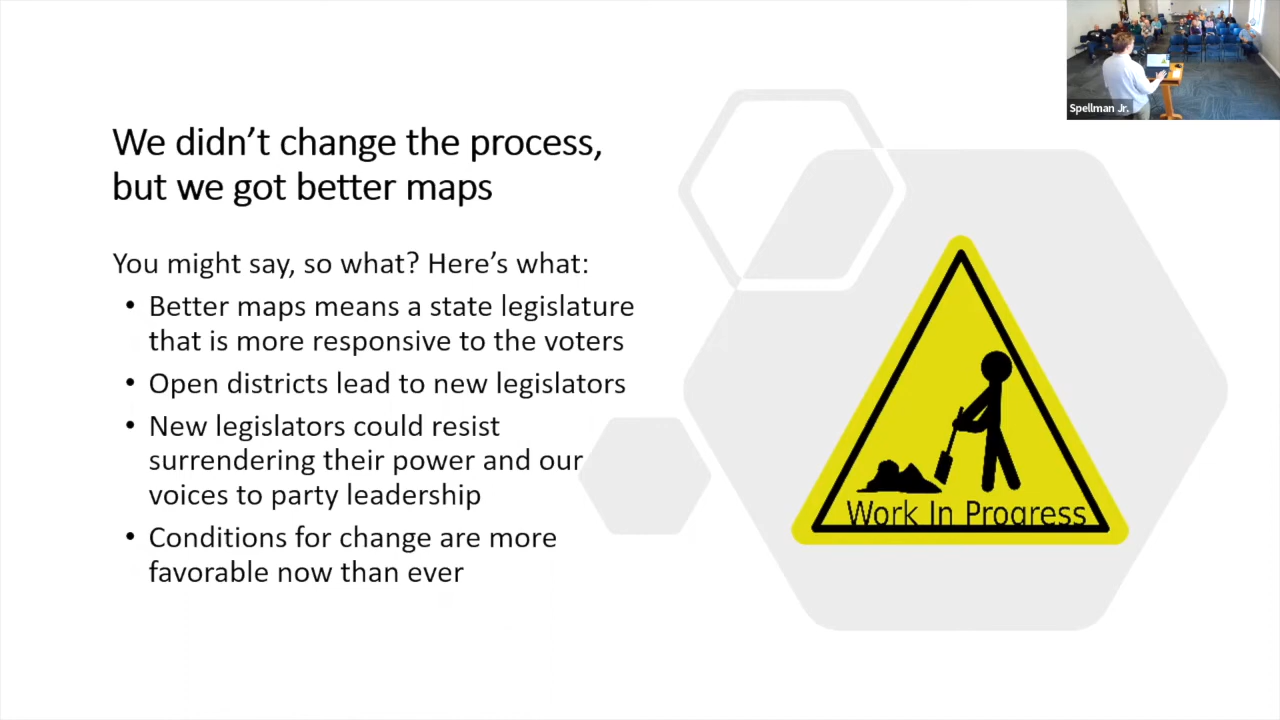 Spellman Jr.
We didn’t change the process,
but we got better maps
You might say, so what? Here’s what:
• Better maps means a state legislature
that is more responsive to the voters
• Open districts lead to new legislators
• New legislators could resist
surrendering their power and our
voices to party leadership
• Conditions for change are more
favorable now than ever
Work In Progress